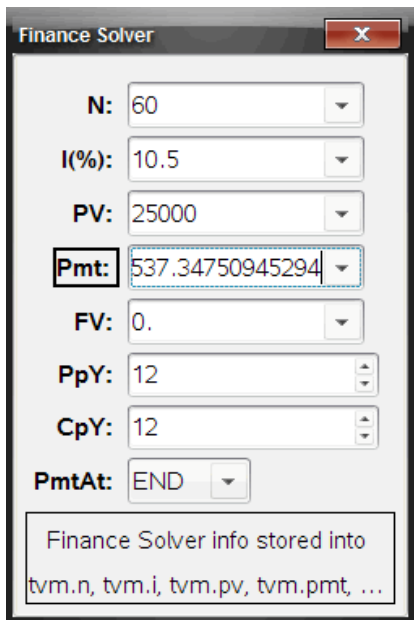 Finance Solver
N: 60
I(%): 10.5
PV: 25000
Pmt: 537.34750945294
FV: 0.
PpY: 12
CpY: 12
PmtAt: END
Finance Solver info stored into
tvm.n, tvm.i, tvm.pv, tvm.pmt, ...